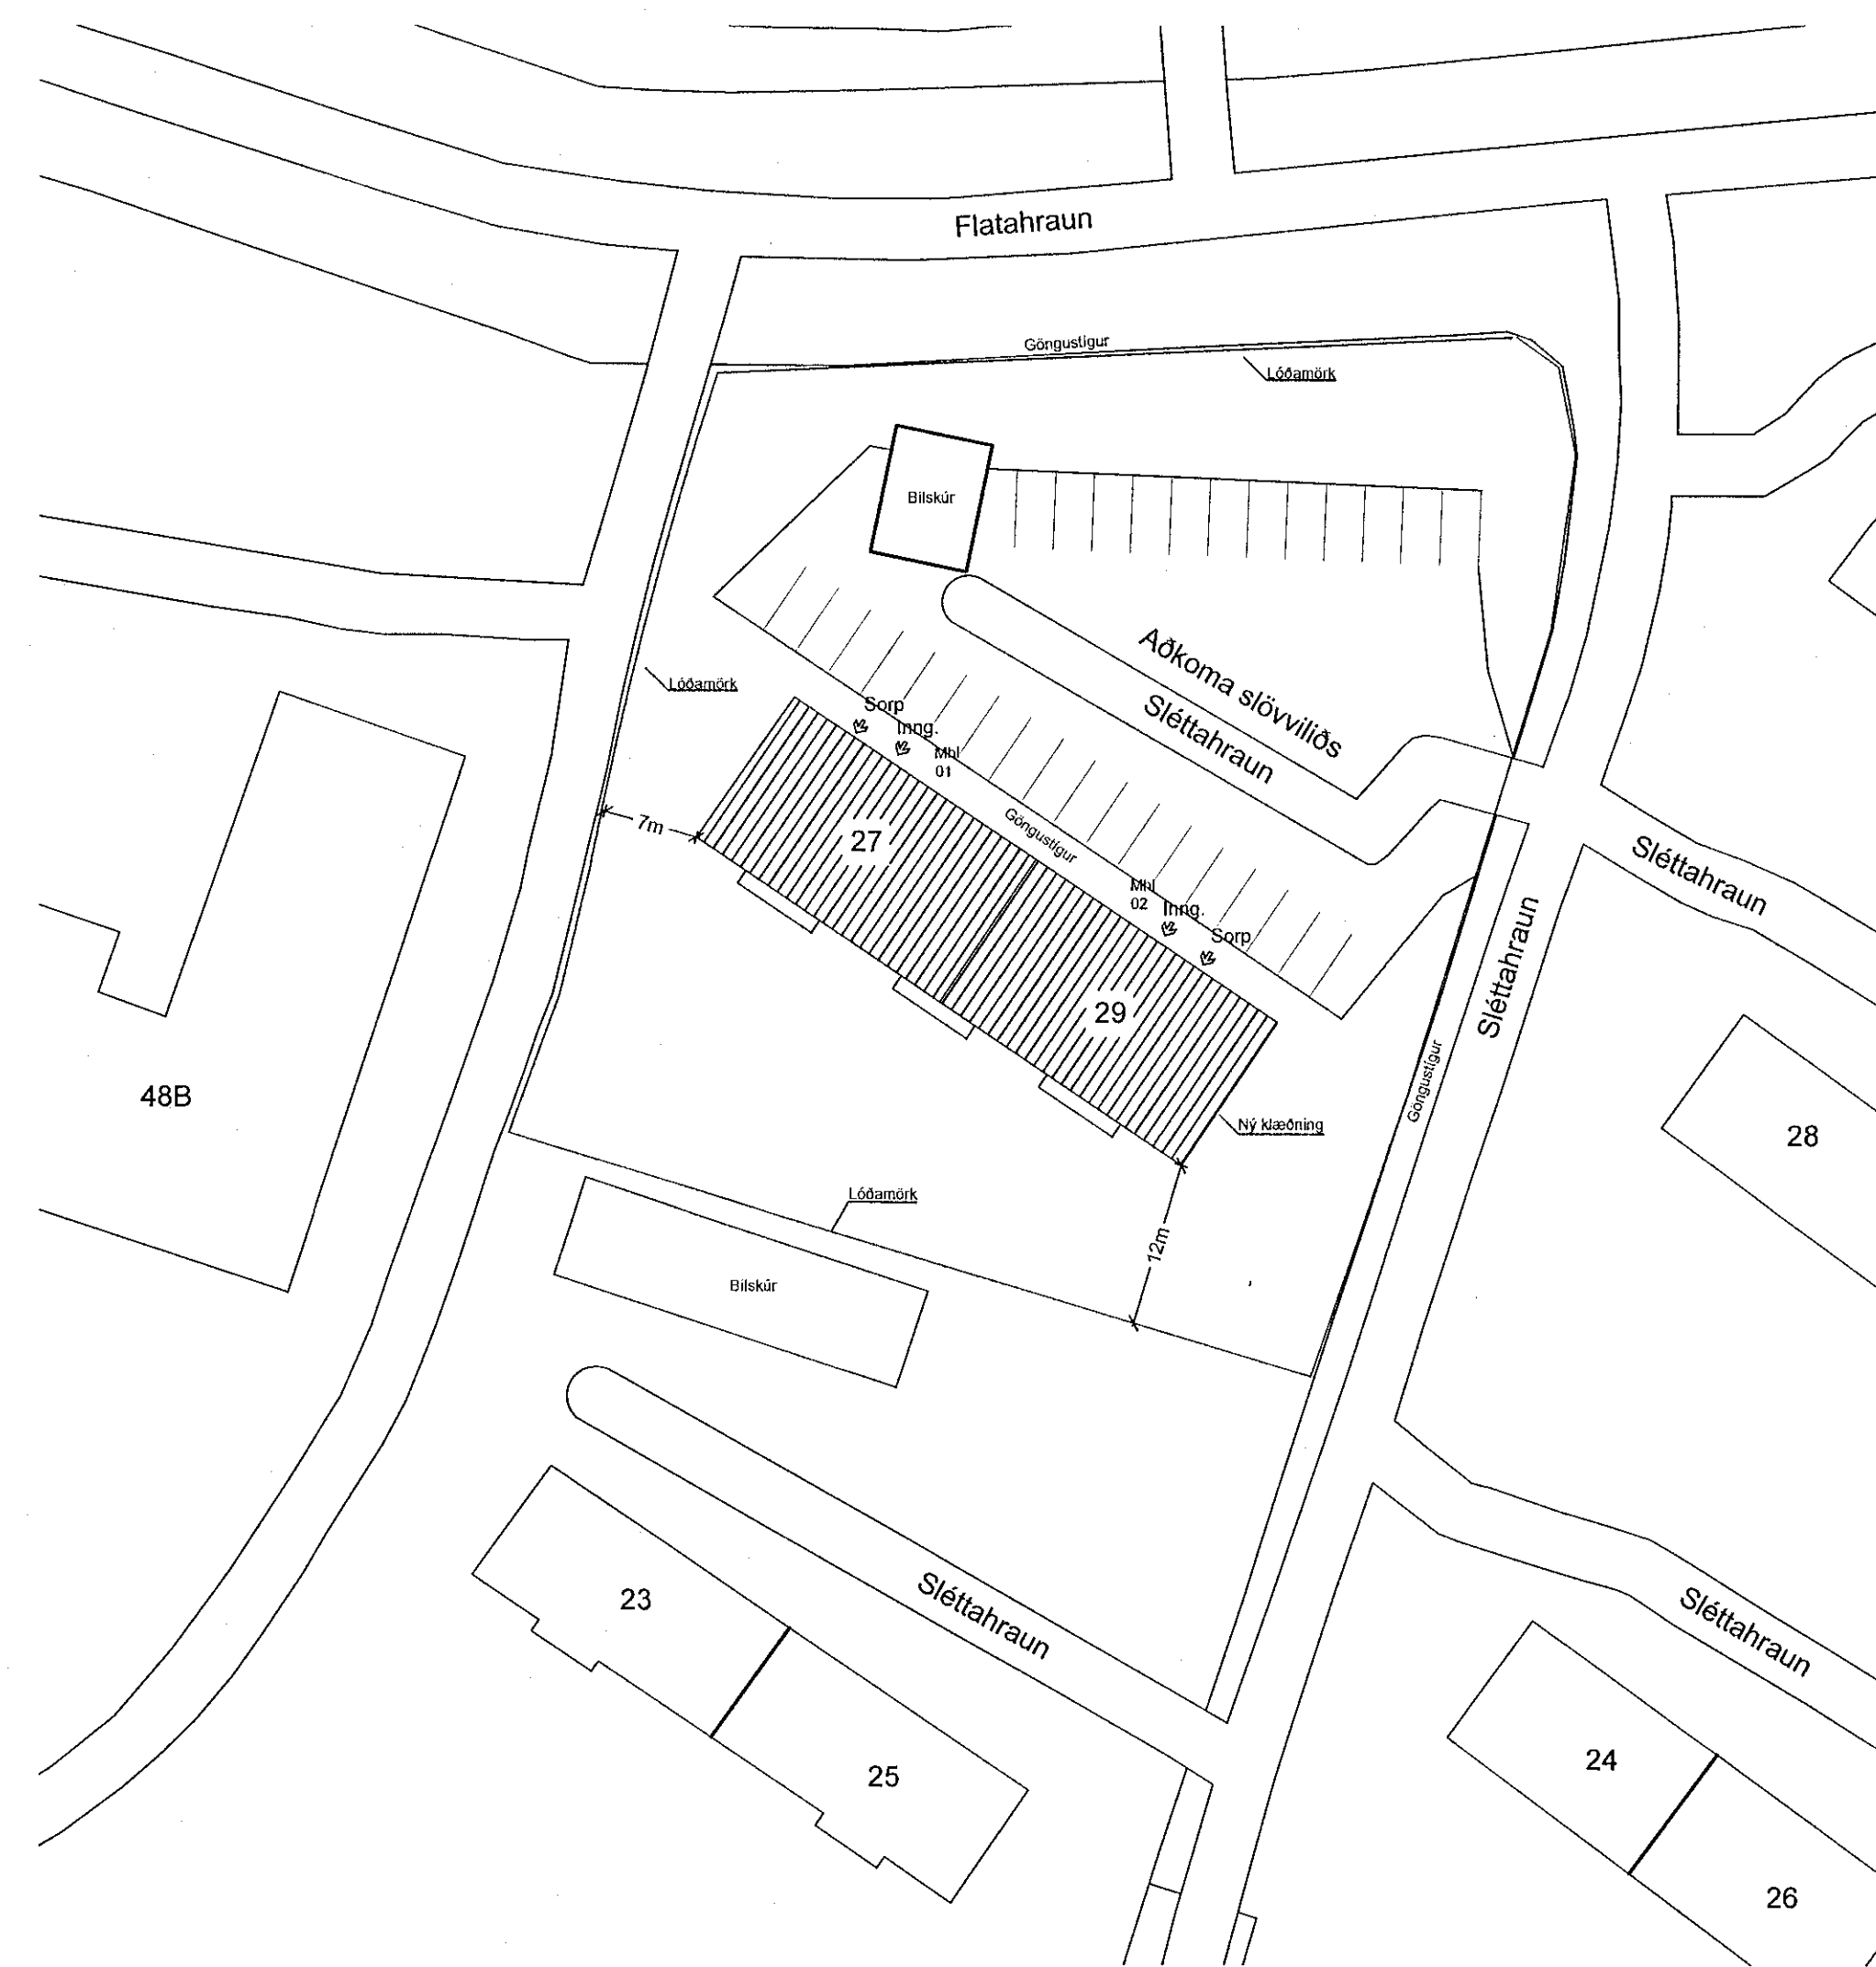 Flatahraun
Göngustígur
Lóðamörk
Bílskúr
Aðkoma slövviliðs
Sléttahraun
Lóðamörk
Sorp
Inng.
Mhl
01
7m
27
Göngustígur
Mhl
02
Inng.
Sorp
29
Sléttahraun
Sléttahraun
Göngustígur
48B
Ný klæðning
28
Lóðamörk
12m
Bílskúr
23
Sléttahraun
25
Sléttahraun
24
26